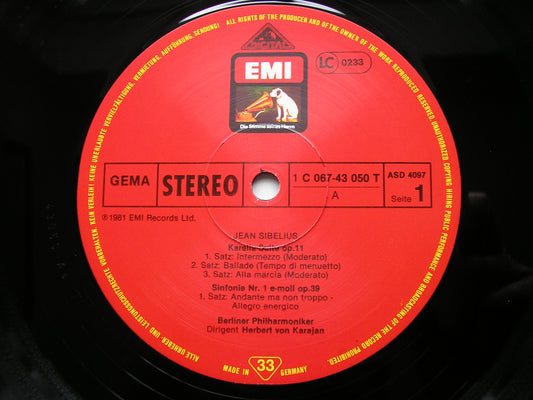 ALL RIGHTS OF THE PRODUCER AND OF THE OWNER OF THE WORK REPRODUCED RESERVED. UNAUTHORIZED COPYING HIRING PUBLIC PERFORMANCE AND BROADCASTING OF THE RECORD PROHIBITED.
ALLE URHEBER- UND LEISTUNGSSCHUTZRECHTE VORBEHALTEN. KEIN VERLEIH! KEINE UNERLAUBTE VERVIELFÄLTIGUNG, VERMIETUNG, AUFFÜHRUNG, SENDUNG!
DIGITAL
EMI
LC 0233
Die Stimme seines Herrn
GEMA
STEREO
1 C 067-43 050 T
A
ASD 4097
Seite 1
℗1981 EMI Records Ltd.
JEAN SIBELIUS
Karelia-Suite op.11
1. Satz: Intermezzo (Moderato)
2. Satz: Ballade (Tempo di menuetto)
3. Satz: Alla marcia (Moderato)
Sinfonie Nr. 1 e-moll op.39
1. Satz: Andante ma non troppo -
Allegro energico
Berliner Philharmoniker
Dirigent Herbert von Karajan
MADE IN 33 GERMANY